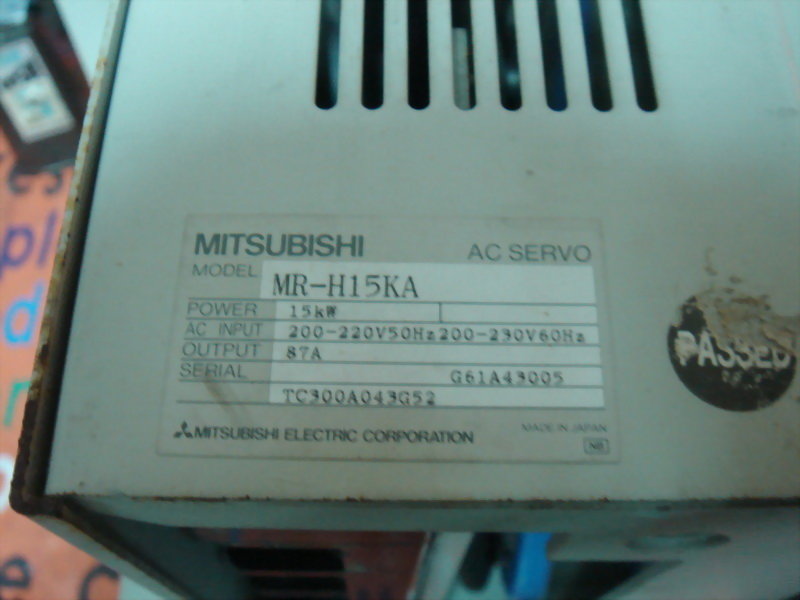 MITSUBISHI AC SERVO
MODEL MR-H15KA
POWER 15kW
AC INPUT 200-220V50Hz 200-230V60Hz
OUTPUT 87A
SERIAL G61A43005
TC300A043G52
MITSUBISHI ELECTRIC CORPORATION MADE IN JAPAN
PASSED